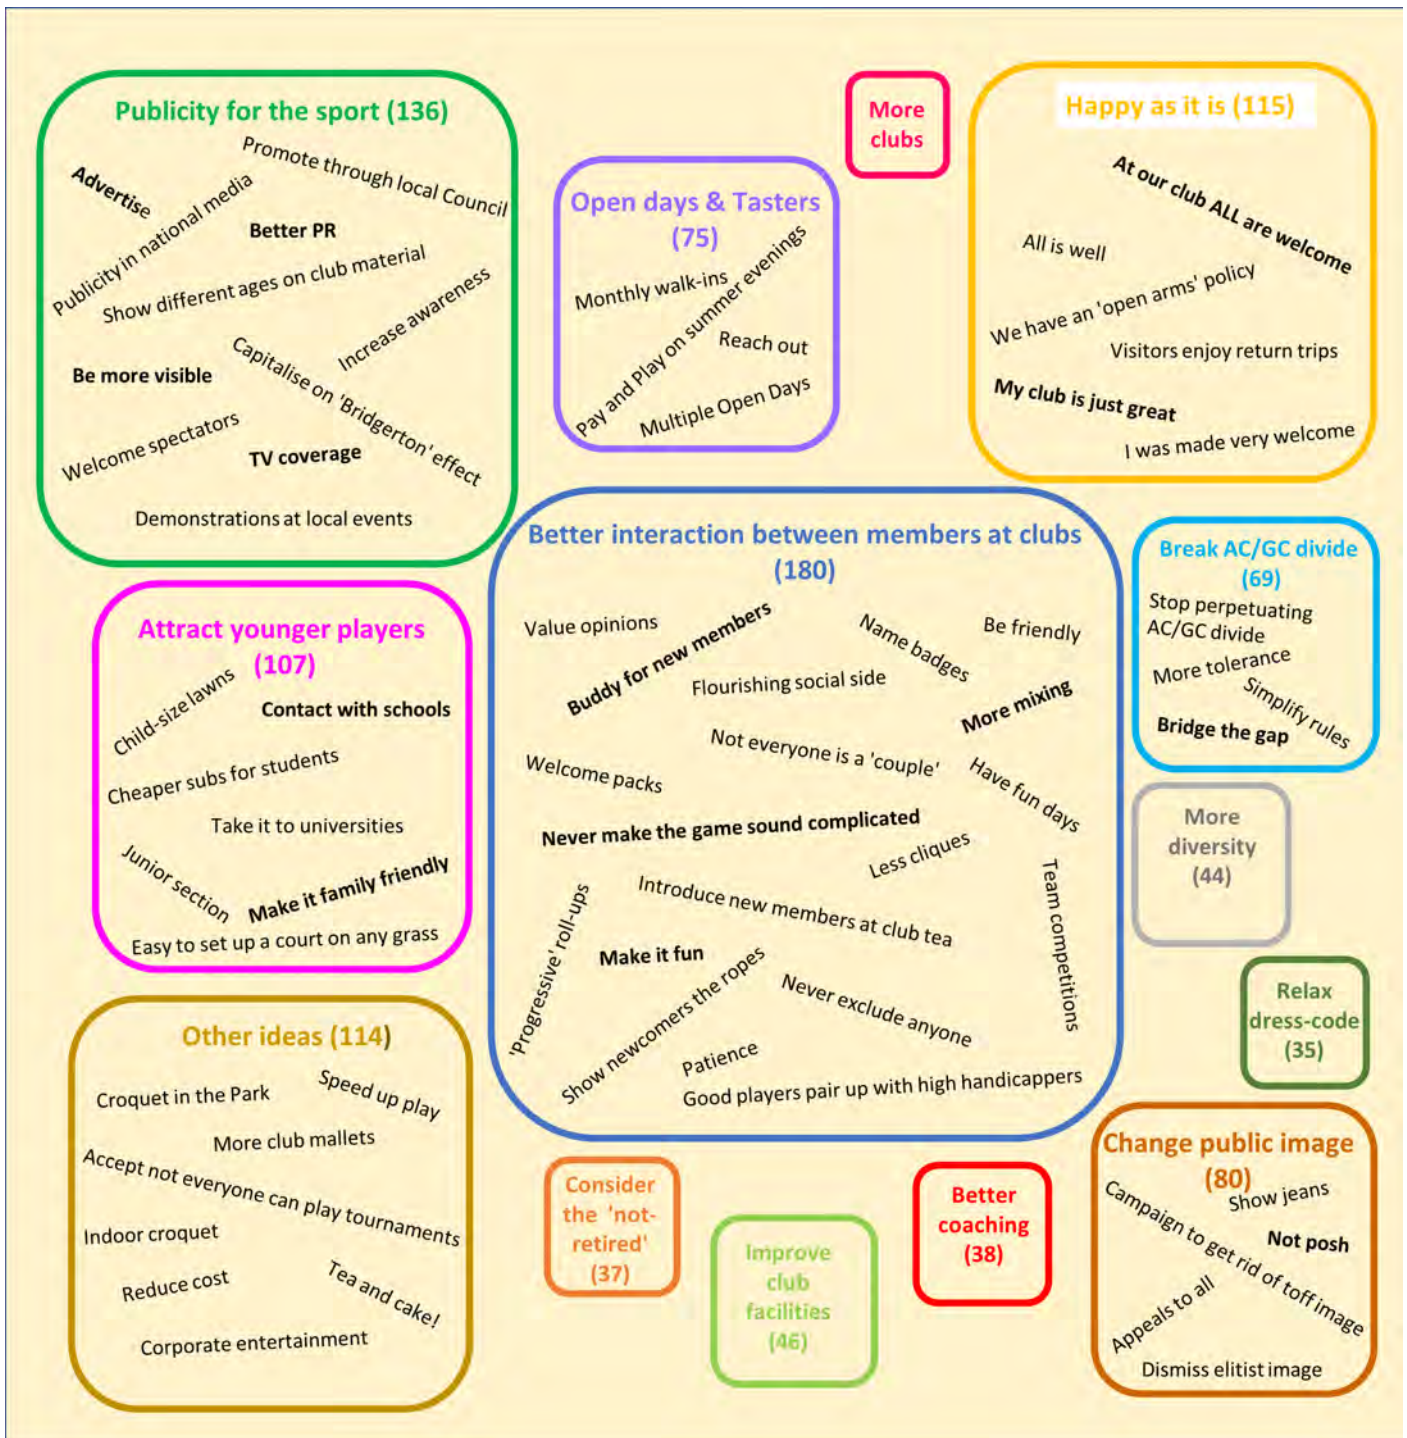 Publicity for the sport (136)
Promote through local Council
Advertise
Publicity in national media
Better PR
Show different ages on club material
Increase awareness
Capitalise on 'Bridgerton' effect
Be more visible
Welcome spectators
TV coverage
Demonstrations at local events
Open days & Tasters
(75)
Monthly walk-ins
Pay and Play on summer evenings
Reach out
Multiple Open Days
More
clubs
Happy as it is (115)
At our club ALL are welcome
All is well
We have an 'open arms' policy
Visitors enjoy return trips
My club is just great
I was made very welcome
Attract younger players
(107)
Child-size lawns
Contact with schools
Cheaper subs for students
Take it to universities
Junior section
Make it family friendly
Easy to set up a court on any grass
Better interaction between members at clubs
(180)
Value opinions
Buddy for new members
Name badges
Be friendly
Flourishing social side
More mixing
Not everyone is a 'couple'
Welcome packs
Have fun days
Never make the game sound complicated
Less cliques
Team competitions
'Progressive' roll-ups
Introduce new members at club tea
Make it fun
Show newcomers the ropes
Never exclude anyone
Patience
Good players pair up with high handicappers
Break AC/GC divide
(69)
Stop perpetuating
AC/GC divide
More tolerance
Simplify rules
Bridge the gap
More
diversity
(44)
Relax
dress-code
(35)
Other ideas (114)
Croquet in the Park
Speed up play
More club mallets
Accept not everyone can play tournaments
Indoor croquet
Reduce cost
Tea and cake!
Corporate entertainment
Consider
the 'not-
retired'
(37)
Improve
club
facilities
(46)
Better
coaching
(38)
Change public image
(80)
Show jeans
Campaign to get rid of toff image
Not posh
Appeals to all
Dismiss elitist image